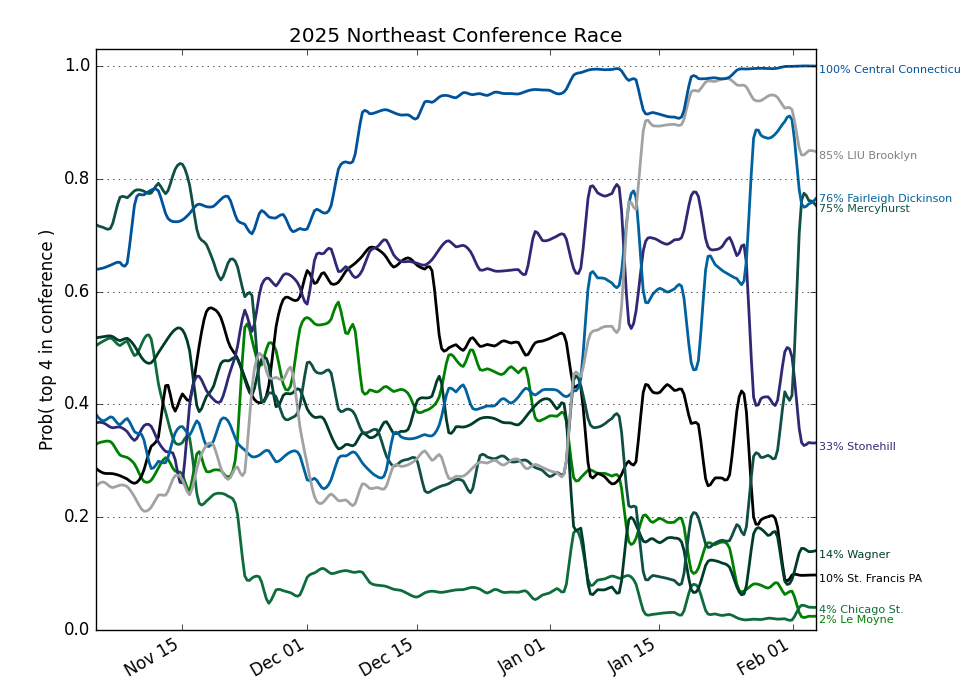 2025 Northeast Conference Race
Prob( top 4 in conference )
1.0
0.8
0.6
0.4
0.2
0.0
Nov 15
Dec 01
Dec 15
Jan 01
Jan 15
Feb 01
100% Central Connecticu
85% LIU Brooklyn
76% Fairleigh Dickinson
75% Mercyhurst
33% Stonehill
14% Wagner
10% St. Francis PA
4% Chicago St.
2% Le Moyne